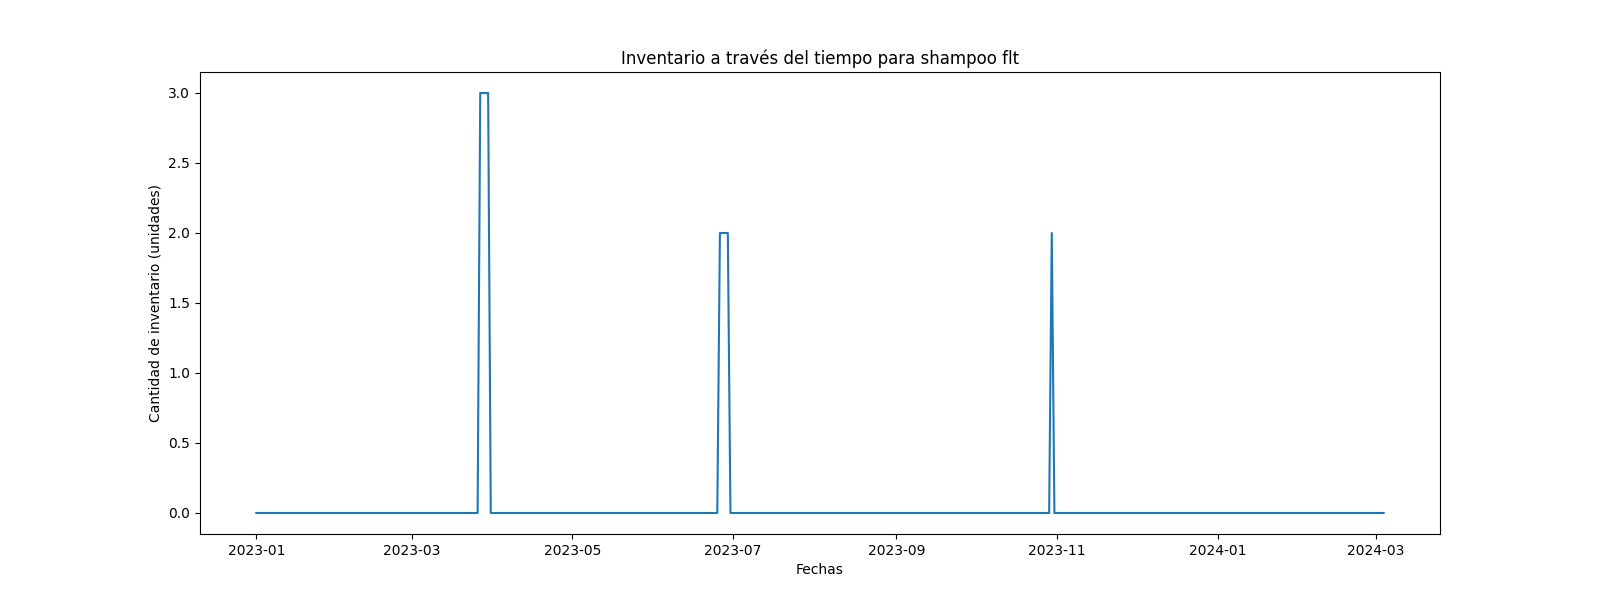 Inventario a través del tiempo para shampoo flt
Cantidad de inventario (unidades)
3.0
2.5
2.0
1.5
1.0
0.5
0.0
2023-01 2023-03 2023-05 2023-07 2023-09 2023-11 2024-01 2024-03
Fechas